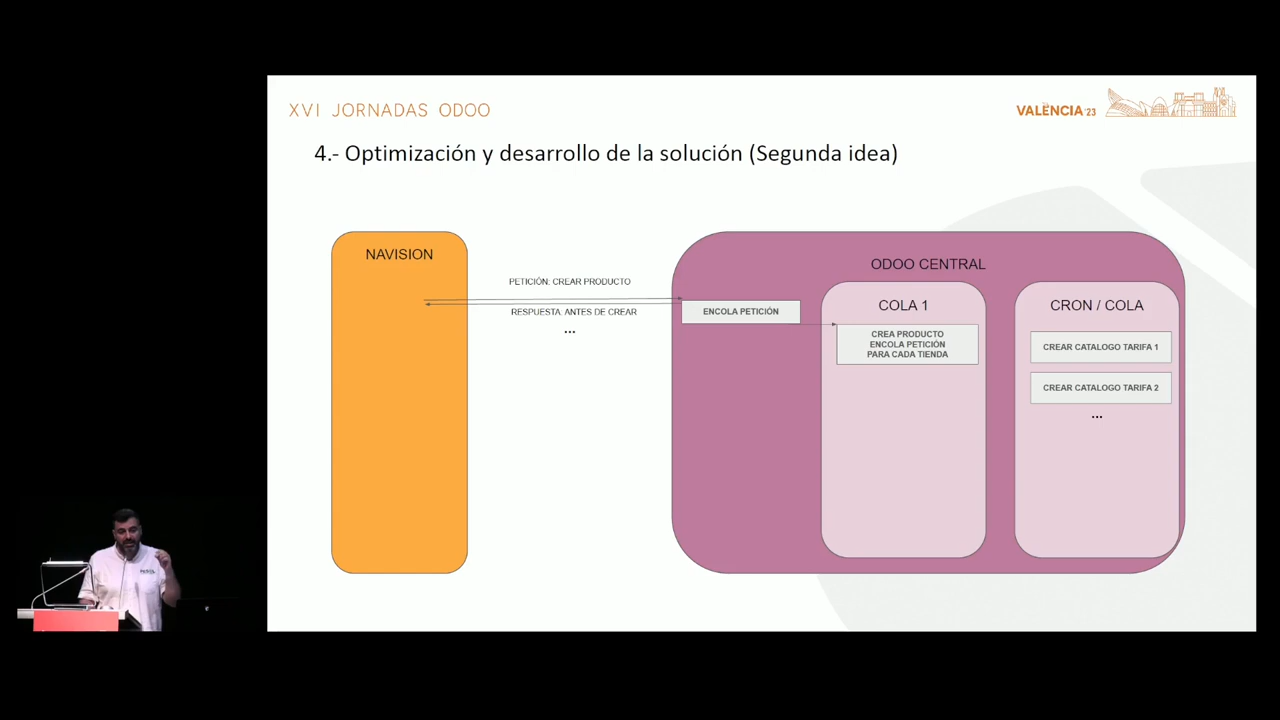 XVI JORNADAS ODOO
VALÈNCIA '23
4.- Optimización y desarrollo de la solución (Segunda idea)
NAVISION
PETICIÓN: CREAR PRODUCTO
RESPUESTA: ANTES DE CREAR
...
ODOO CENTRAL
ENCOLA PETICIÓN
COLA 1
CREA PRODUCTO
ENCOLA PETICIÓN
PARA CADA TIENDA
CRON / COLA
CREAR CATALOGO TARIFA 1
CREAR CATALOGO TARIFA 2
...